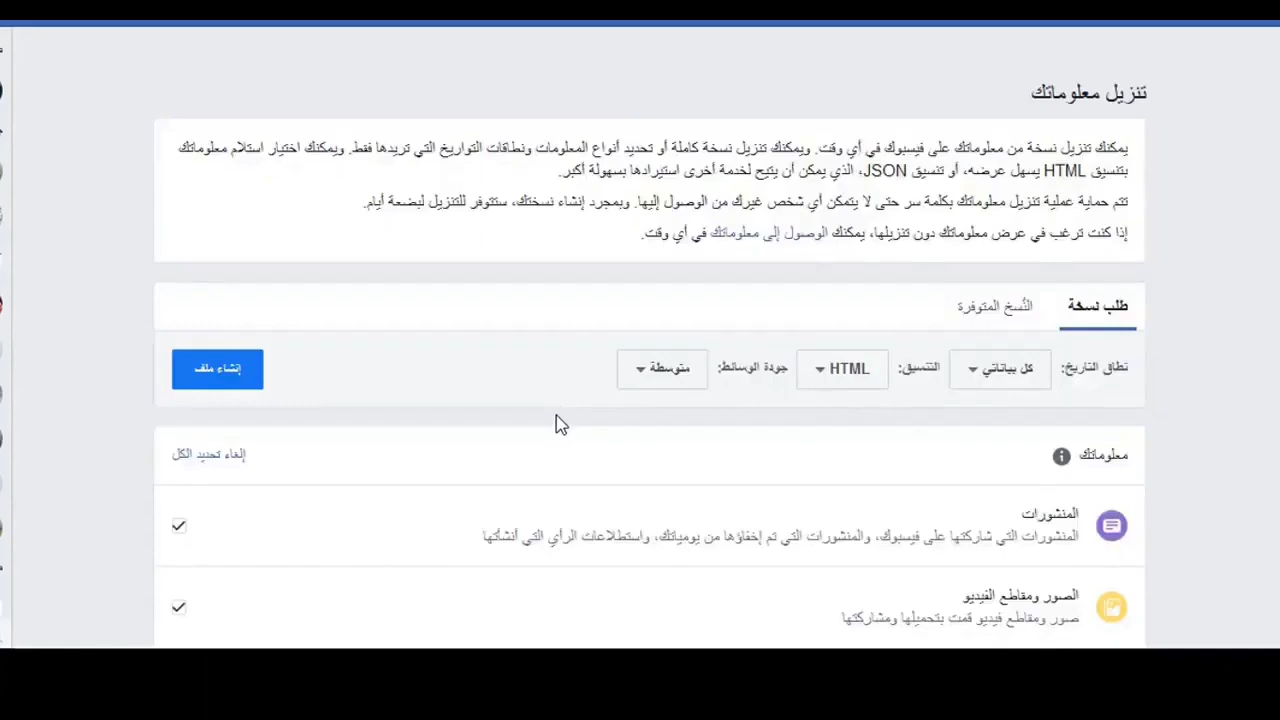 تنزيل معلوماتك
يمكنك تنزيل نسخة من معلوماتك على فيسبوك في أي وقت. ويمكنك تنزيل نسخة كاملة أو تحديد أنواع المعلومات ونطاقات التواريخ التي تريدها فقط. ويمكنك اختيار استلام معلوماتك
بتنسيق HTML يسهل عرضه، أو تنسيق JSON، الذي يمكن أن يتيح لخدمة أخرى استيرادها بسهولة أكبر.
تتم حماية عملية تنزيل معلوماتك بكلمة سر حتى لا يتمكن أي شخص غيرك من الوصول إليها. وبمجرد إنشاء نسختك، ستتوفر للتنزيل لبضعة أيام.
إذا كنت ترغب في عرض معلوماتك دون تنزيلها، يمكنك الوصول إلى معلوماتك في أي وقت.
طلب نسخة النُسخ المتوفرة
نطاق التاريخ: كل بياناتي التنسيق: HTML جودة الوسائط: متوسطة إنشاء ملف
معلوماتك إلغاء تحديد الكل
المنشورات
المنشورات التي شاركتها على فيسبوك، والمنشورات التي تم إخفاؤها من يومياتك، واستطلاعات الرأي التي أنشأتها
الصور ومقاطع الفيديو
صور ومقاطع فيديو قمت بتحميلها ومشاركتها